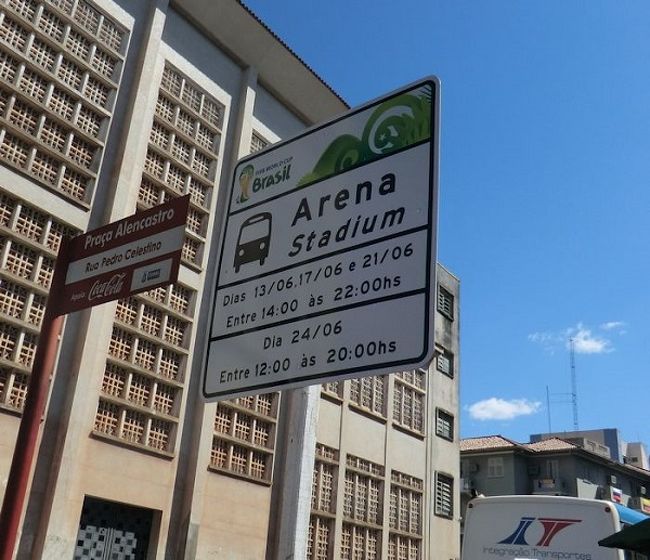 Praça Alencastro
Rua Pedro Celestino
Apoio Coca-Cola
FIFA WORLD CUP
Brasil
Arena
Stadium
Dias 13/06,17/06 e 21/06
Entre 14:00 às 22:00hs
Dia 24/06
Entre 12:00 às 20:00hs
Integração Transportes